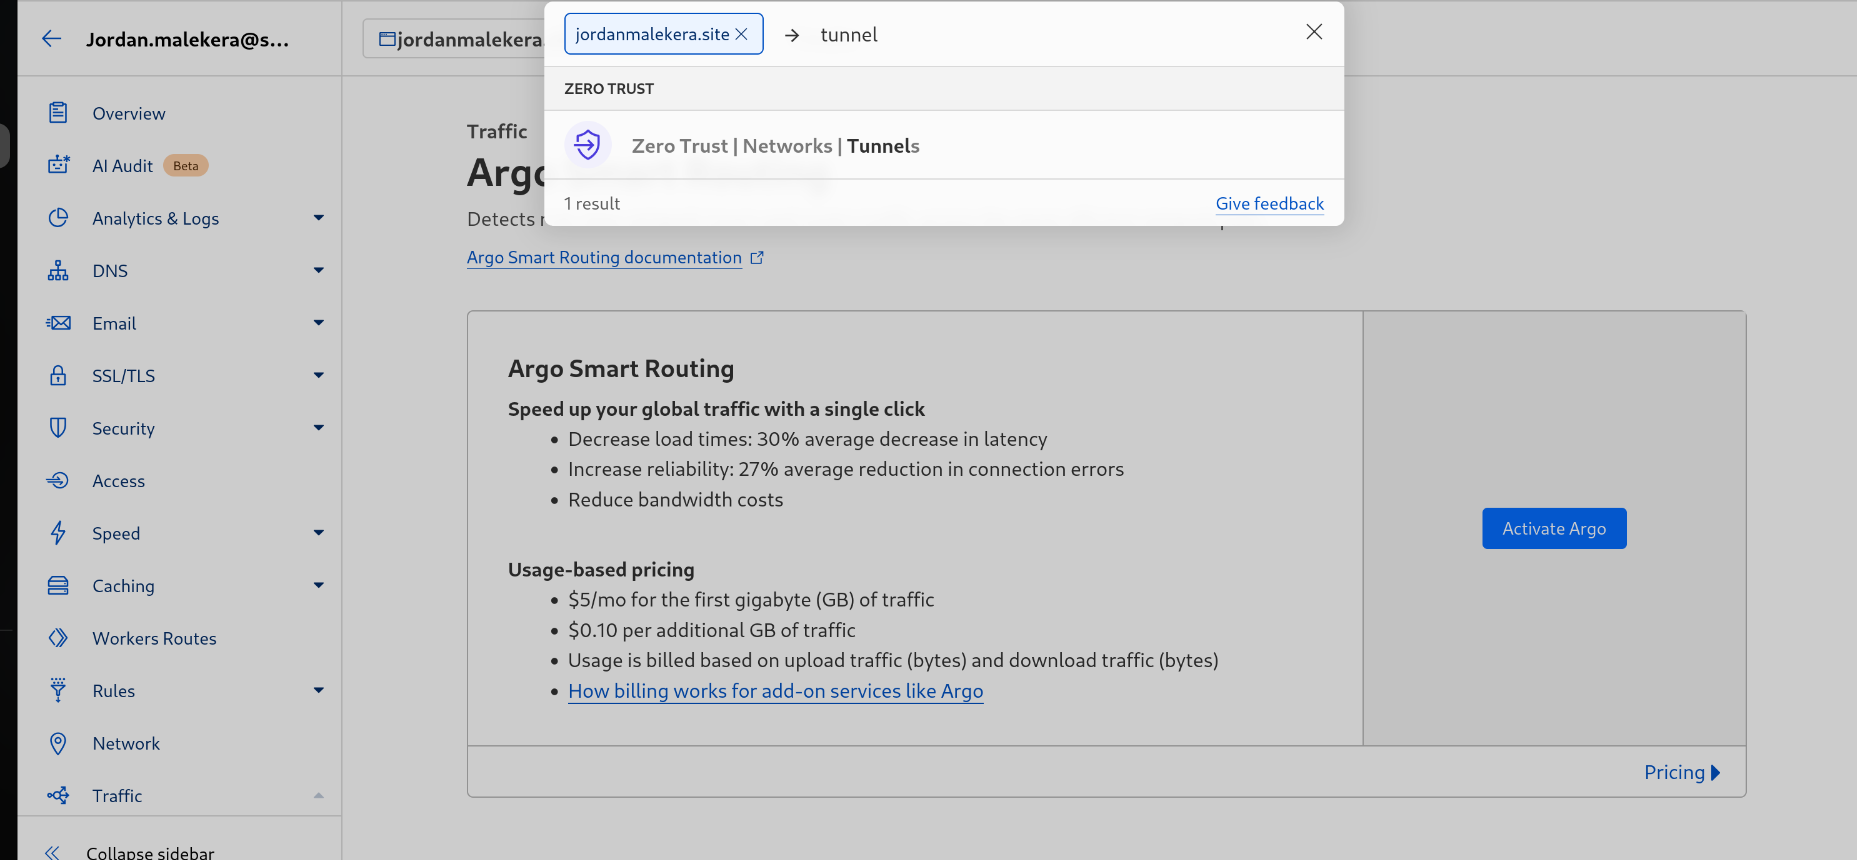 Jordan.malekera@s...
jordanmalekera.
jordanmalekera.site
tunnel
ZERO TRUST
Zero Trust | Networks | Tunnels
1 result
Give feedback
Overview
AI Audit Beta
Analytics & Logs
DNS
Email
SSL/TLS
Security
Access
Speed
Caching
Workers Routes
Rules
Network
Traffic
Collapse sidebar
Traffic
Argo
Detects
Argo Smart Routing documentation
Argo Smart Routing
Speed up your global traffic with a single click
• Decrease load times: 30% average decrease in latency
• Increase reliability: 27% average reduction in connection errors
• Reduce bandwidth costs
Usage-based pricing
• $5/mo for the first gigabyte (GB) of traffic
• $0.10 per additional GB of traffic
• Usage is billed based on upload traffic (bytes) and download traffic (bytes)
• How billing works for add-on services like Argo
Activate Argo
Pricing